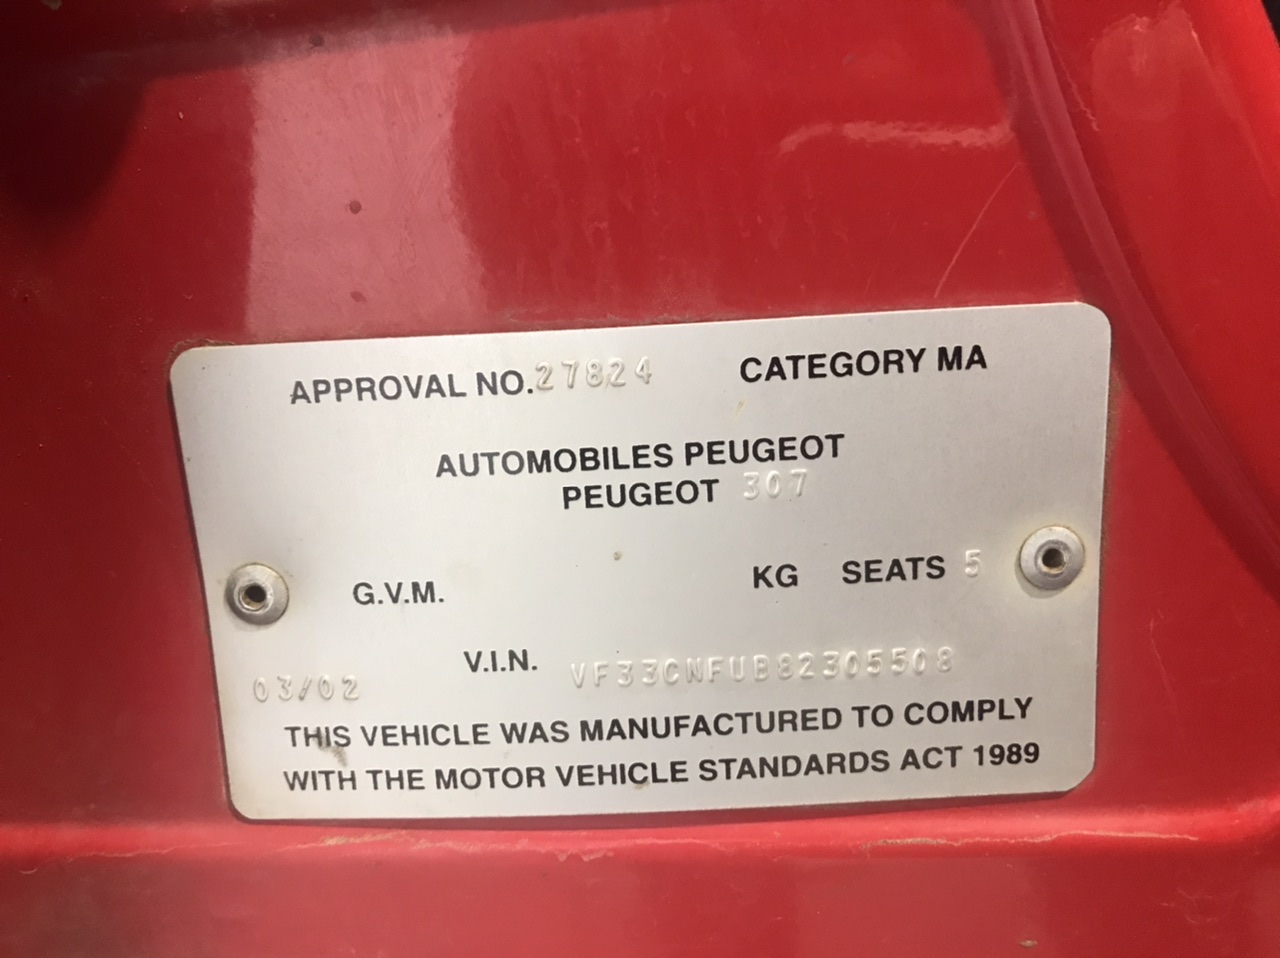 APPROVAL NO. 27824 CATEGORY MA
AUTOMOBILES PEUGEOT
PEUGEOT 307
G.V.M. KG SEATS 5
V.I.N. VF33CNFUB82305508
03/02
THIS VEHICLE WAS MANUFACTURED TO COMPLY
WITH THE MOTOR VEHICLE STANDARDS ACT 1989